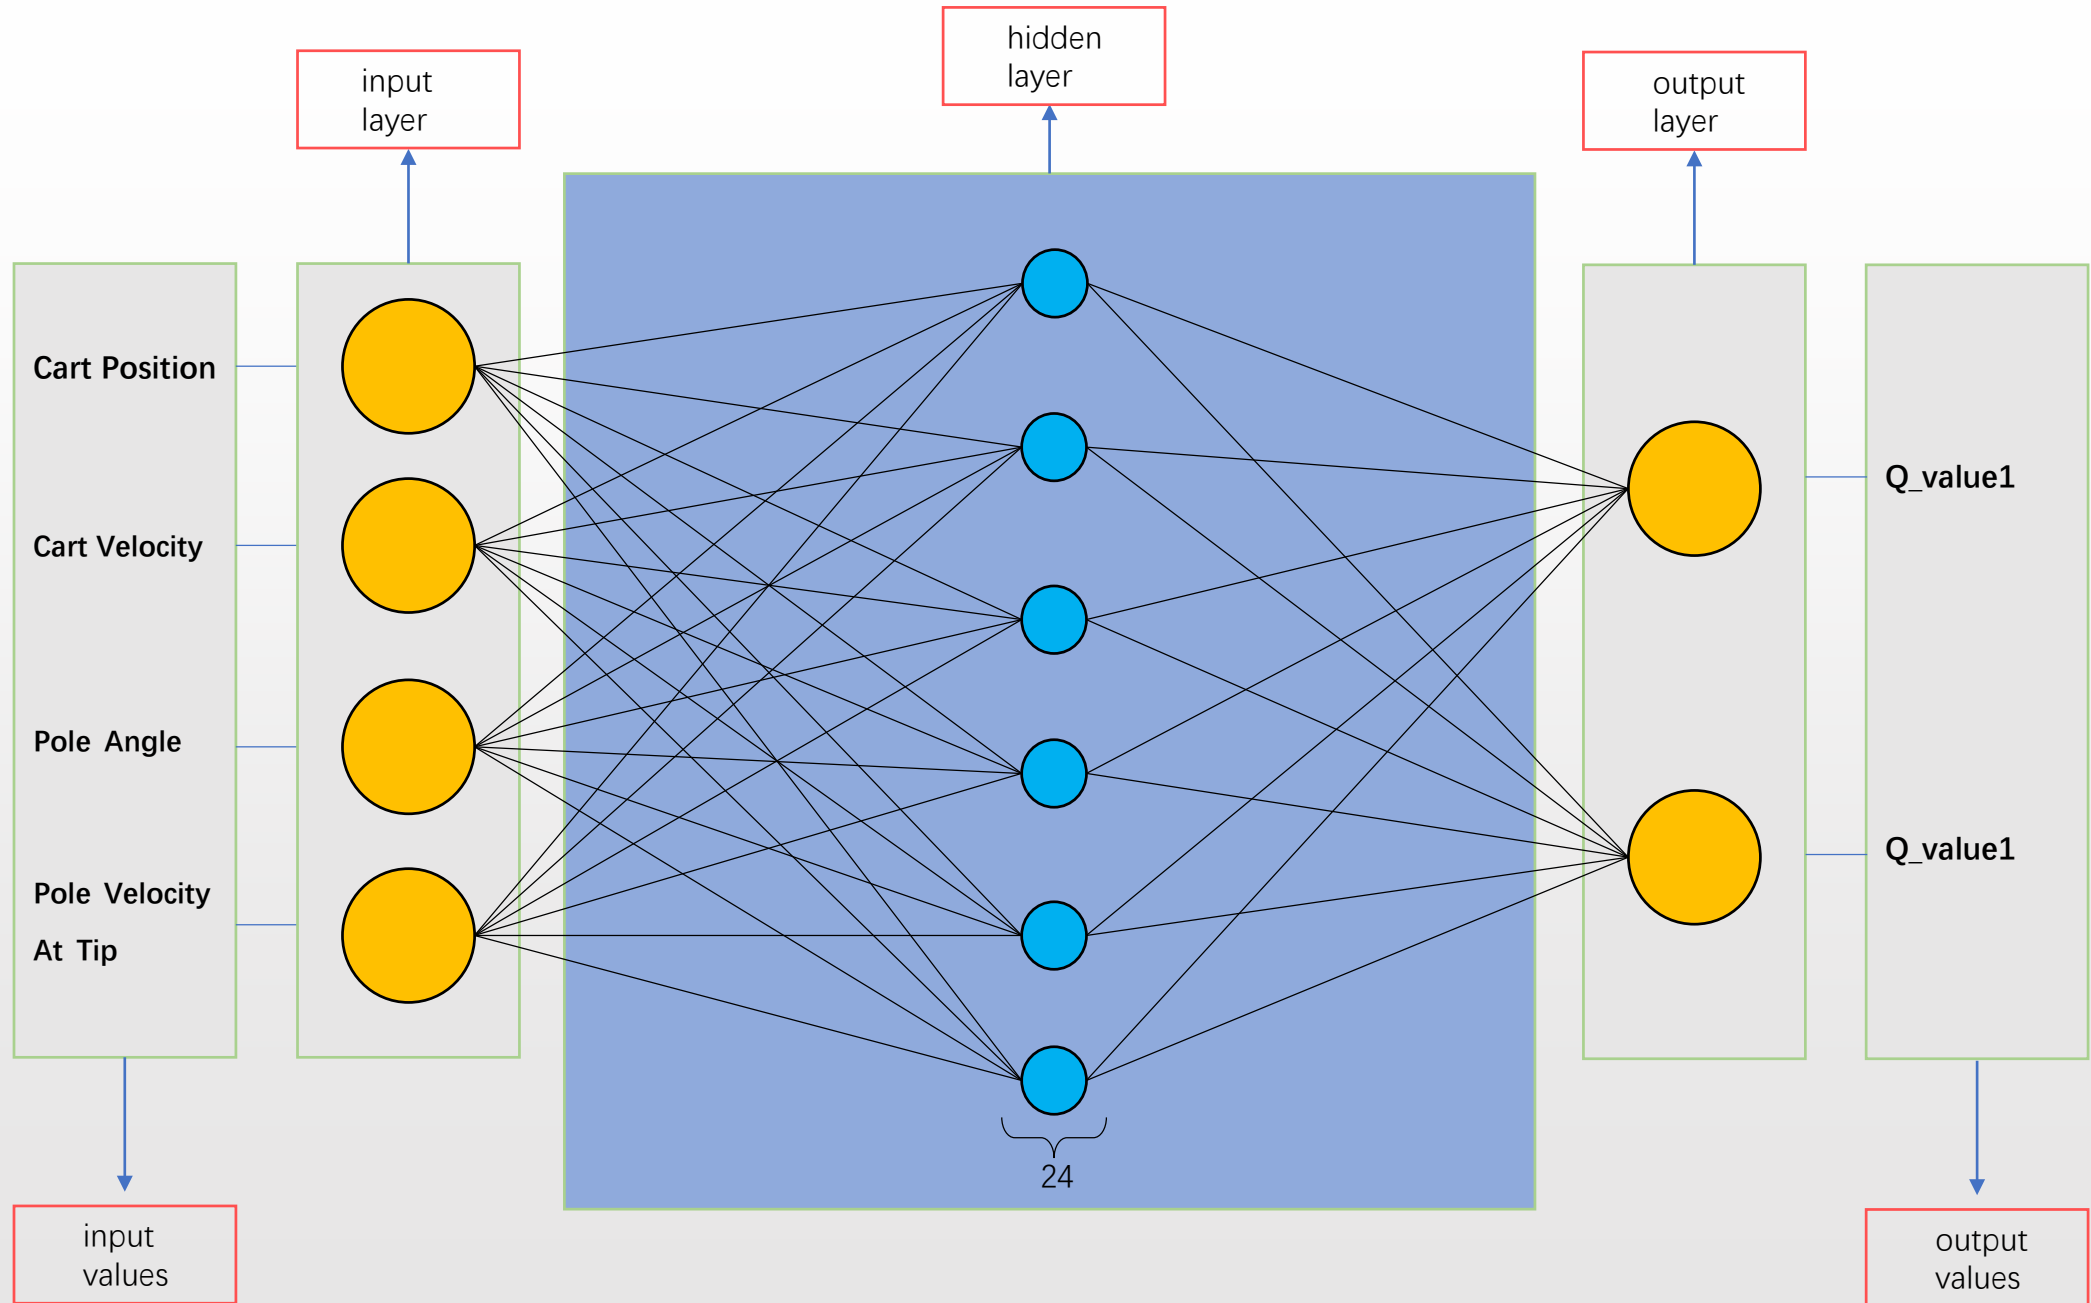 hidden
layer
input
layer
output
layer
Cart Position
Cart Velocity
Pole Angle
Pole Velocity
At Tip
Q_value1
Q_value1
24
input
values
output
values